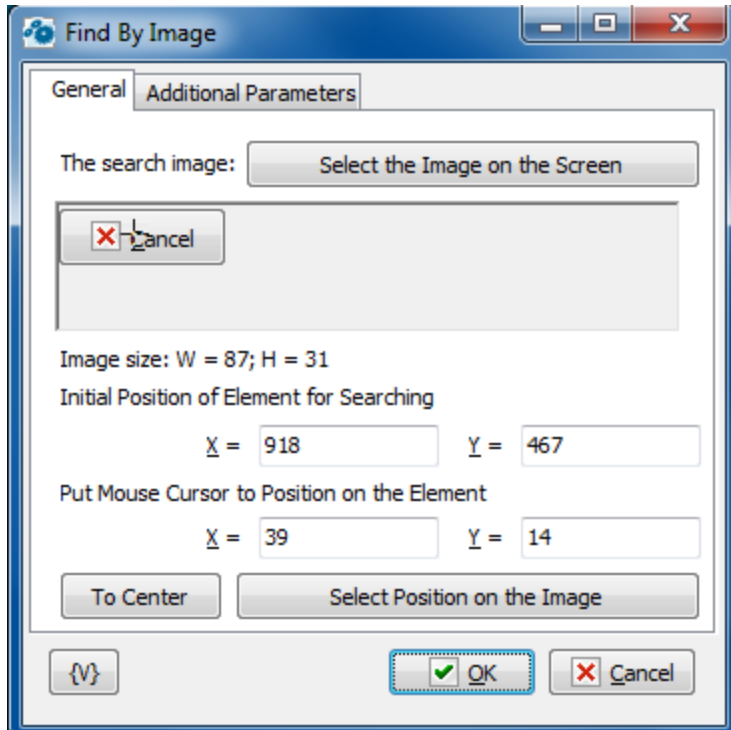 Find By Image
General Additional Parameters
The search image: Select the Image on the Screen
Cancel
Image size: W = 87; H = 31
Initial Position of Element for Searching
X = 918 Y = 467
Put Mouse Cursor to Position on the Element
X = 39 Y = 14
To Center Select Position on the Image
{V} OK Cancel